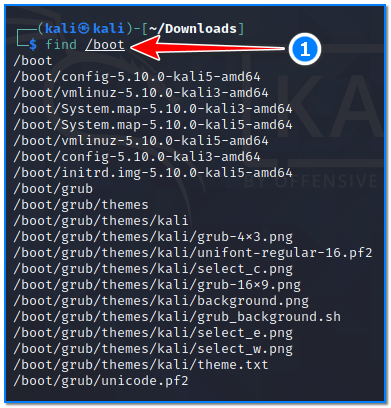 (kali㉿kali)-[~/Downloads]
$ find /boot
1
/boot
/boot/config-5.10.0-kali5-amd64
/boot/vmlinuz-5.10.0-kali3-amd64
/boot/System.map-5.10.0-kali3-amd64
/boot/System.map-5.10.0-kali5-amd64
/boot/vmlinuz-5.10.0-kali5-amd64
/boot/config-5.10.0-kali3-amd64
/boot/initrd.img-5.10.0-kali5-amd64
/boot/grub
/boot/grub/themes
/boot/grub/themes/kali
/boot/grub/themes/kali/grub-4x3.png
/boot/grub/themes/kali/unifont-regular-16.pf2
/boot/grub/themes/kali/select_c.png
/boot/grub/themes/kali/grub-16x9.png
/boot/grub/themes/kali/background.png
/boot/grub/themes/kali/grub_background.sh
/boot/grub/themes/kali/select_e.png
/boot/grub/themes/kali/select_w.png
/boot/grub/themes/kali/theme.txt
/boot/grub/unicode.pf2
KA
BY OFFENSIVE